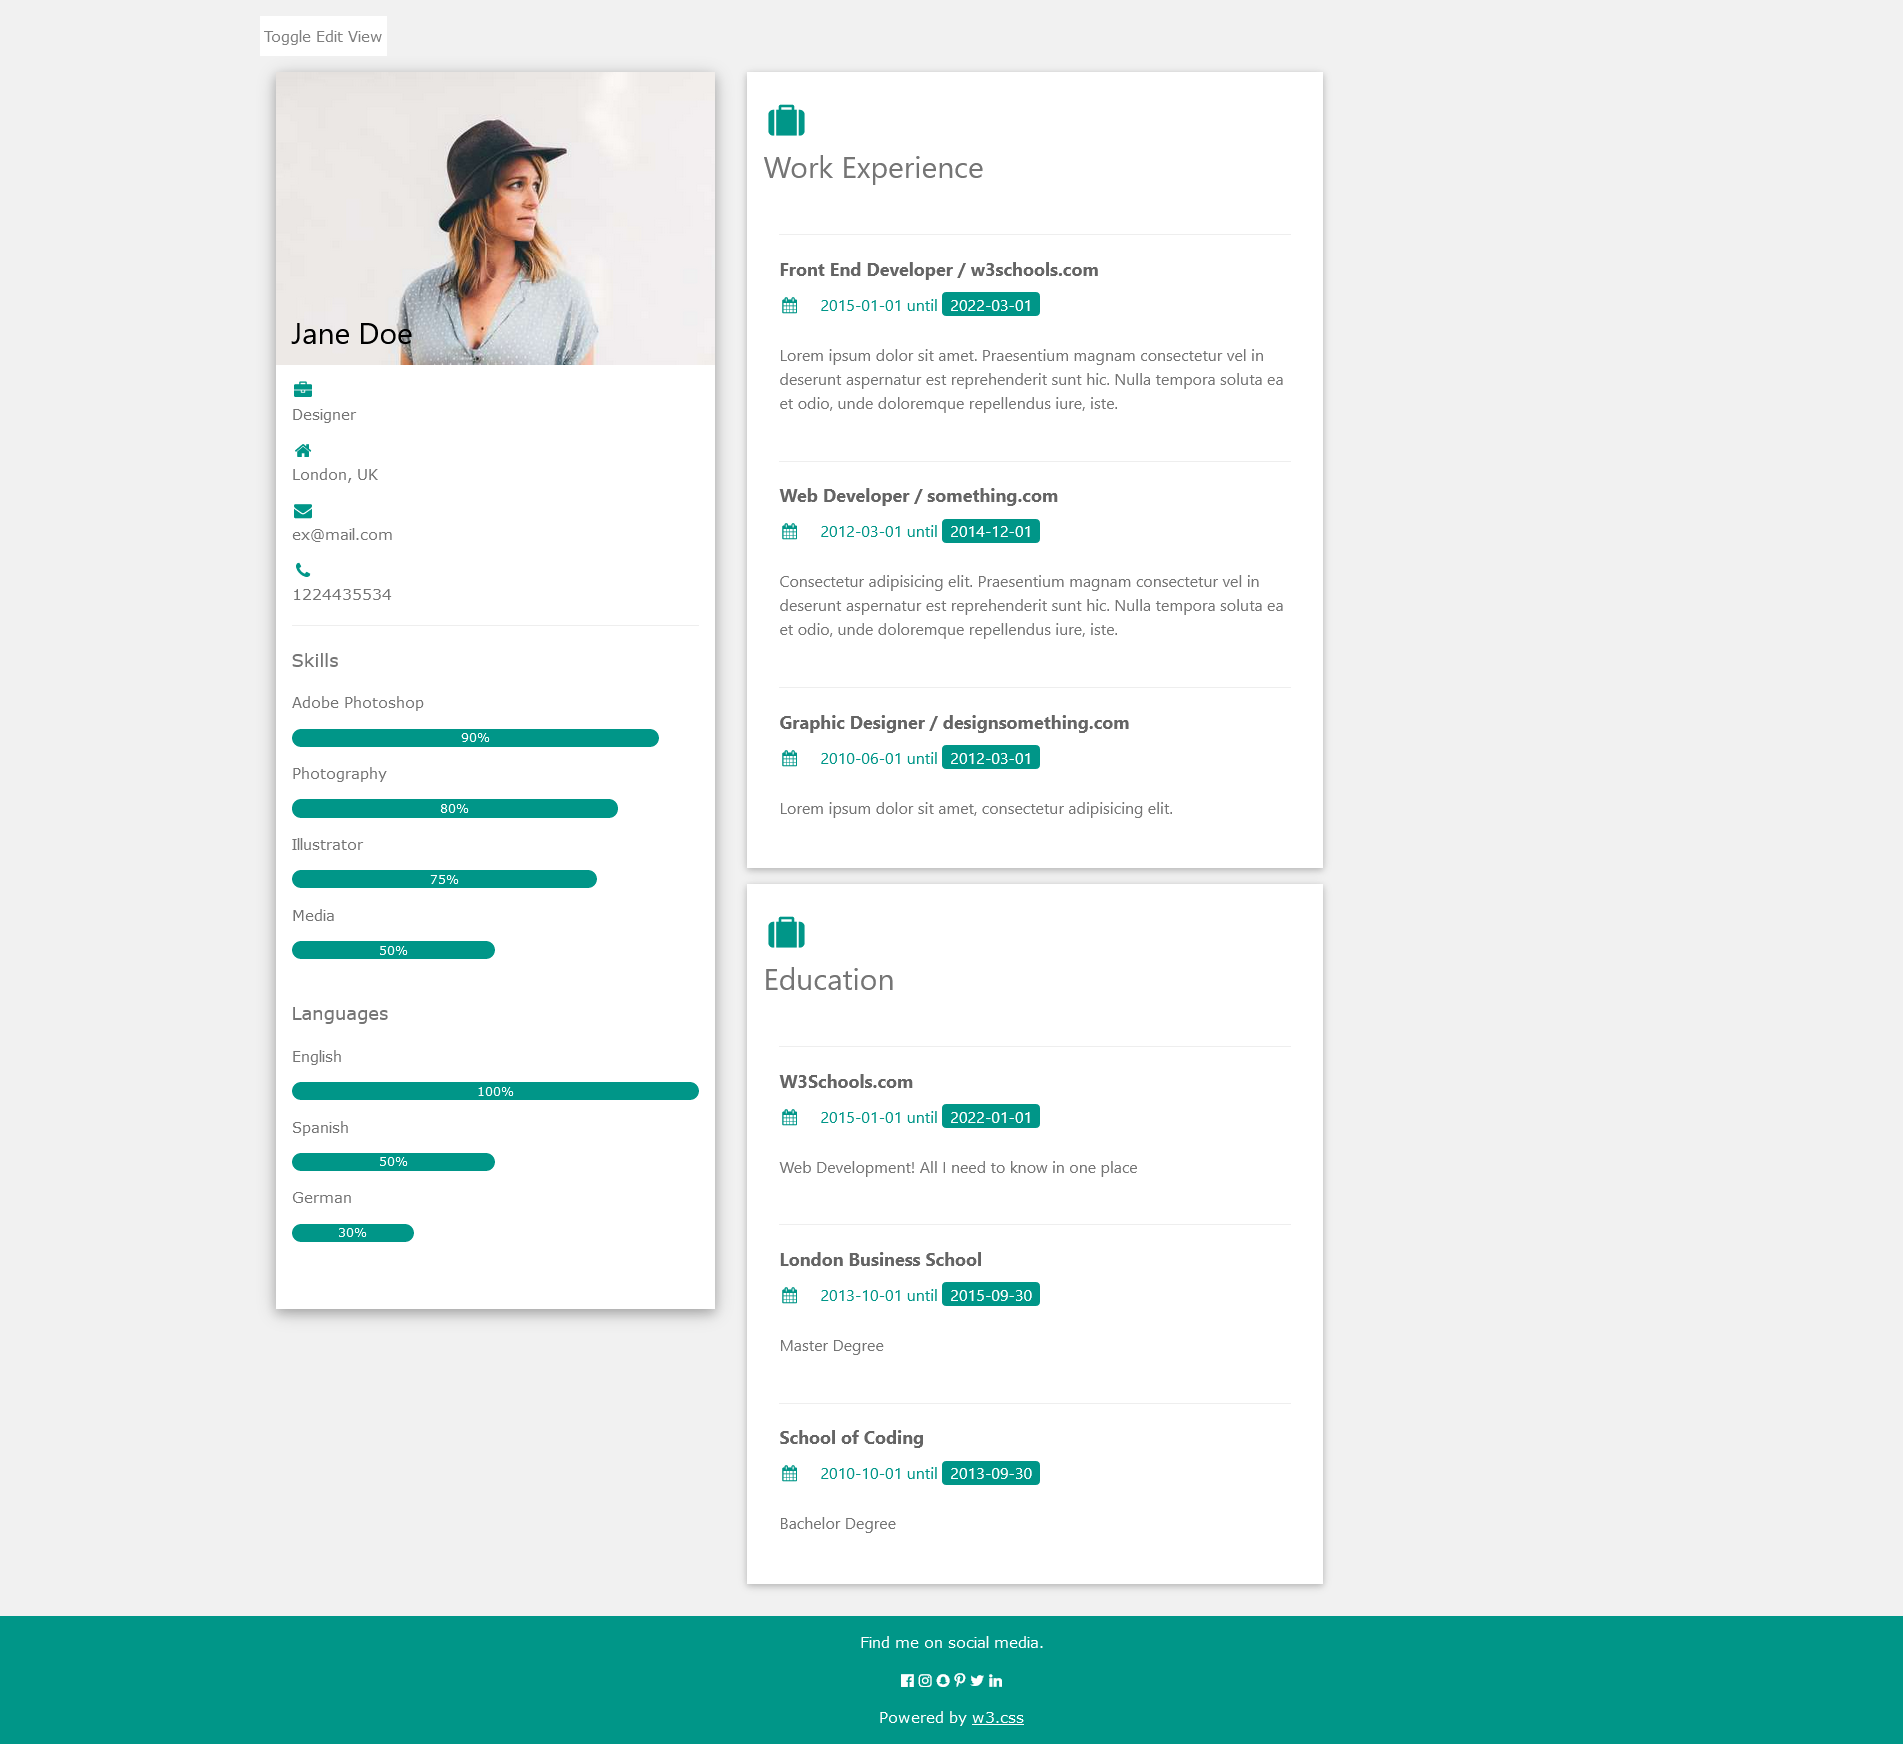 Toggle Edit View
Jane Doe
Designer
London, UK
ex@mail.com
1224435534
Skills
Adobe Photoshop
90%
Photography
80%
Illustrator
75%
Media
50%
Languages
English
100%
Spanish
50%
German
30%
Work Experience
Front End Developer / w3schools.com
2015-01-01 until 2022-03-01
Lorem ipsum dolor sit amet. Praesentium magnam consectetur vel in
deserunt aspernatur est reprehenderit sunt hic. Nulla tempora soluta ea
et odio, unde doloremque repellendus iure, iste.
Web Developer / something.com
2012-03-01 until 2014-12-01
Consectetur adipisicing elit. Praesentium magnam consectetur vel in
deserunt aspernatur est reprehenderit sunt hic. Nulla tempora soluta ea
et odio, unde doloremque repellendus iure, iste.
Graphic Designer / designsomething.com
2010-06-01 until 2012-03-01
Lorem ipsum dolor sit amet, consectetur adipisicing elit.
Education
W3Schools.com
2015-01-01 until 2022-01-01
Web Development! All I need to know in one place
London Business School
2013-10-01 until 2015-09-30
Master Degree
School of Coding
2010-10-01 until 2013-09-30
Bachelor Degree
Find me on social media.
Powered by w3.css